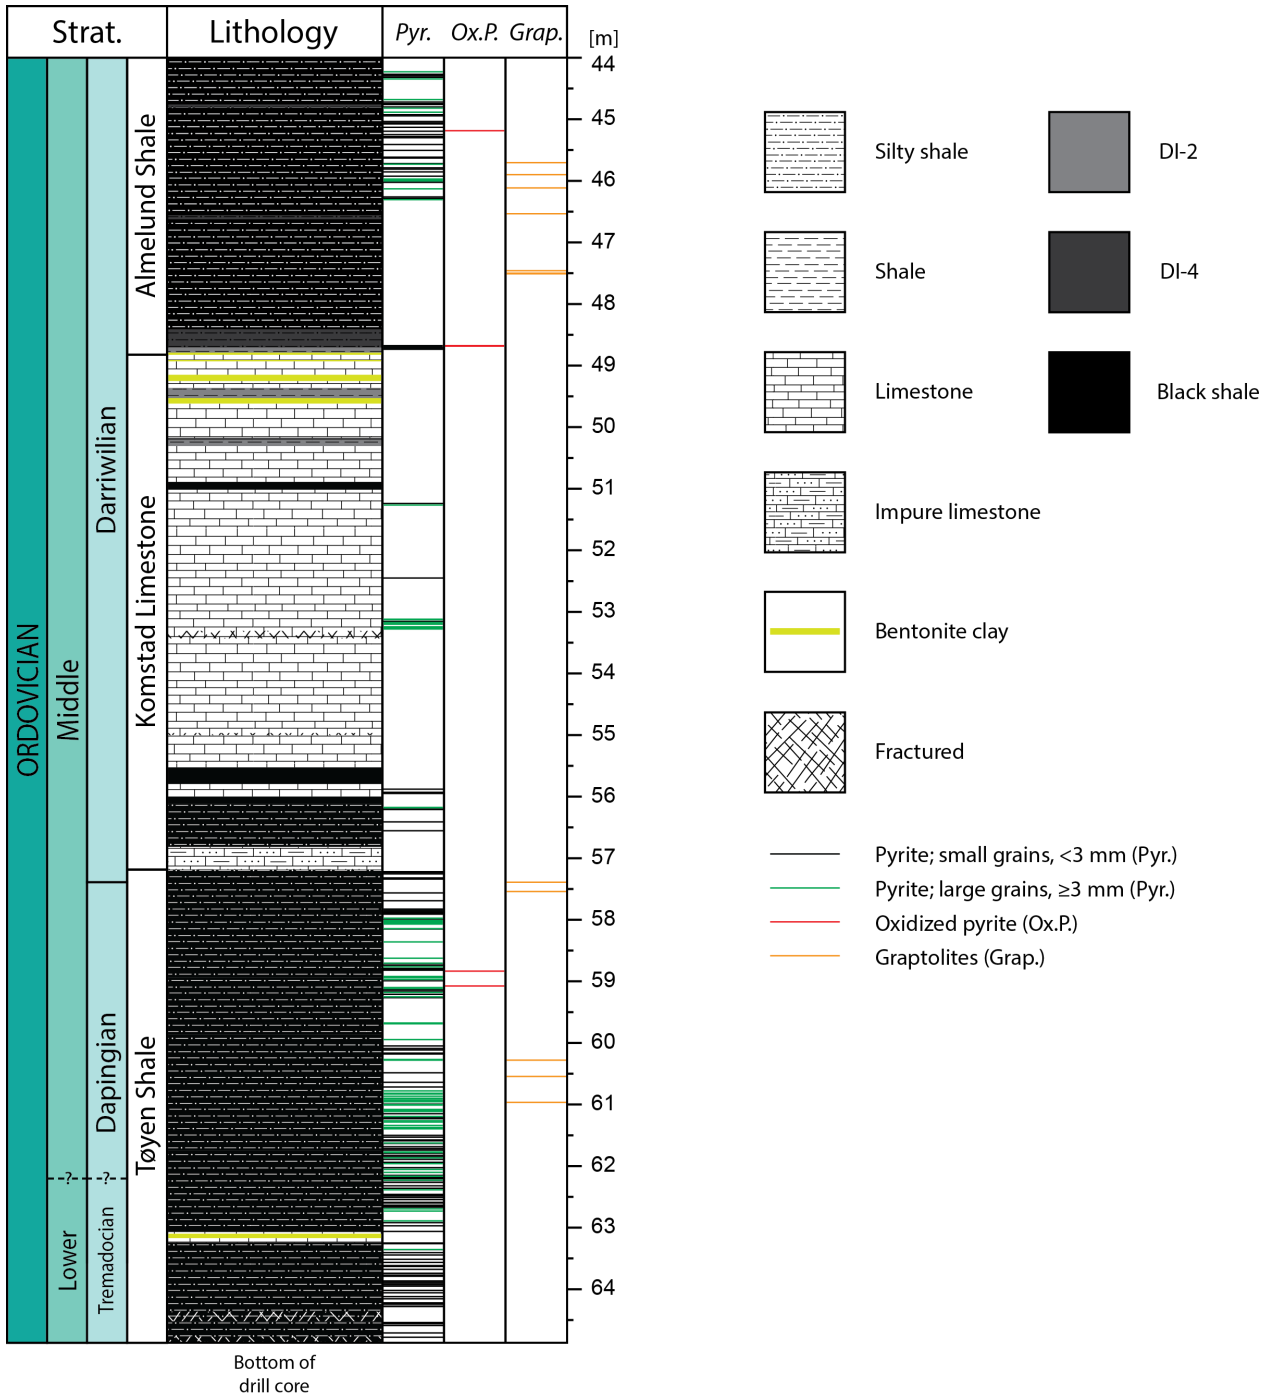 Strat.
Lithology
Pyr.
Ox.P.
Grap.
[m]
ORDOVICIAN
Middle
Lower
Darriwilian
Dapingian
Tremadocian
Almelund Shale
Komstad Limestone
Tøyen Shale
-?-
-?-
44
45
46
47
48
49
50
51
52
53
54
55
56
57
58
59
60
61
62
63
64
Bottom of
drill core
Silty shale
DI-2
Shale
DI-4
Limestone
Black shale
Impure limestone
Bentonite clay
Fractured
Pyrite; small grains, <3 mm (Pyr.)
Pyrite; large grains, ≥3 mm (Pyr.)
Oxidized pyrite (Ox.P.)
Graptolites (Grap.)